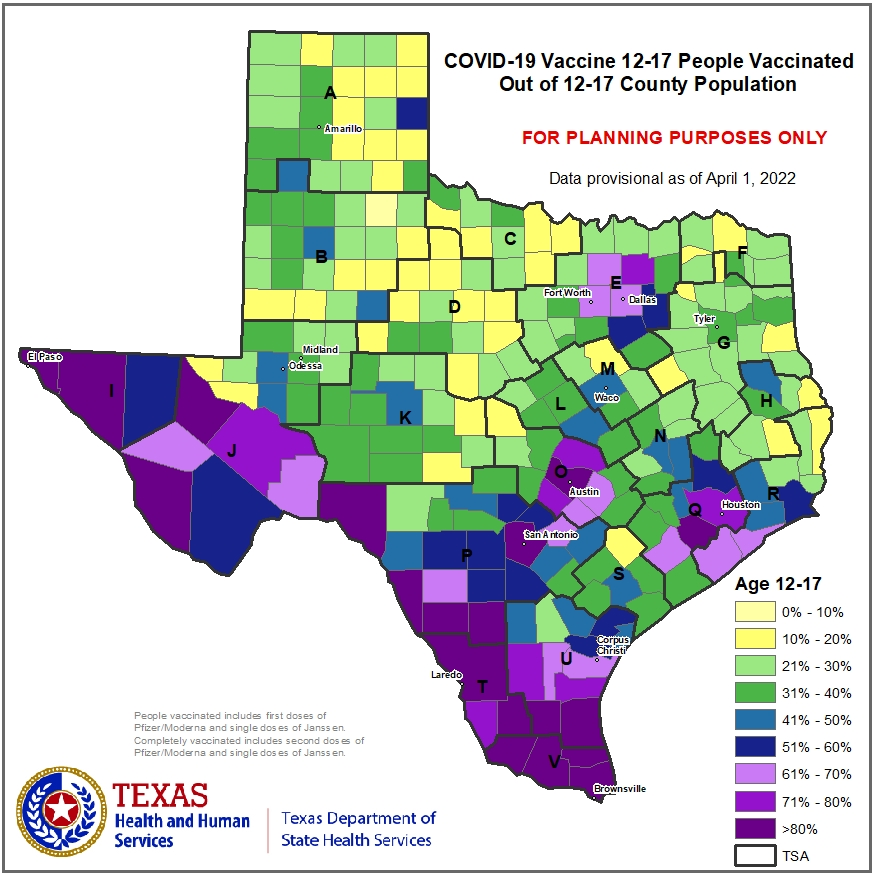 COVID-19 Vaccine 12-17 People Vaccinated
Out of 12-17 County Population
FOR PLANNING PURPOSES ONLY
Data provisional as of April 1, 2022
A
Amarillo
B
C
D
E
Fort Worth
Dallas
F
Tyler
G
El Paso
Midland
Odessa
I
J
K
M
Waco
L
H
N
O
Austin
Q
Houston
R
San Antonio
P
S
Corpus
Christi
U
Laredo
T
V
Brownsville
Age 12-17
0% - 10%
10% - 20%
21% - 30%
31% - 40%
41% - 50%
51% - 60%
61% - 70%
71% - 80%
>80%
TSA
People vaccinated includes first doses of
Pfizer/Moderna and single doses of Janssen.
Completely vaccinated includes second doses of
Pfizer/Moderna and single doses of Janssen.
TEXAS
Health and Human
Services
Texas Department of
State Health Services